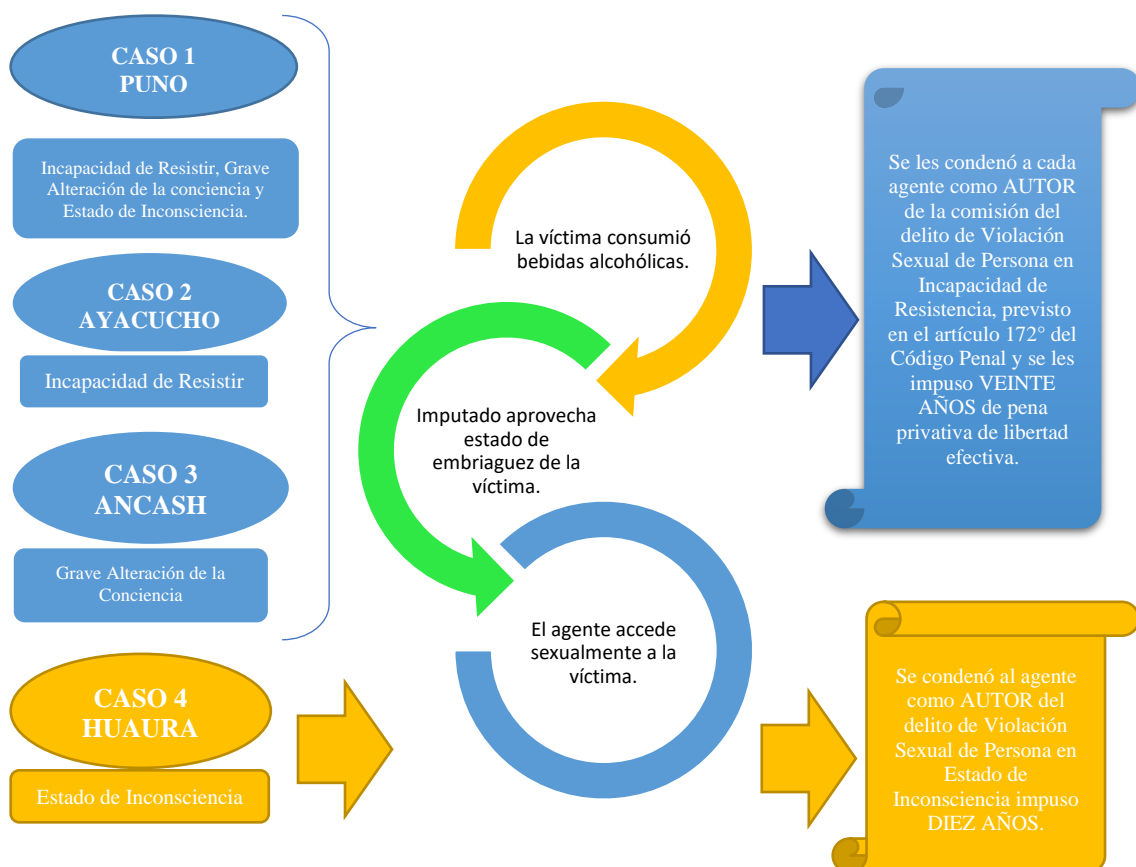 CASO 1
PUNO
Incapacidad de Resistir, Grave
Alteración de la conciencia y
Estado de Inconsciencia.
CASO 2
AYACUCHO
Incapacidad de Resistir
CASO 3
ANCASH
Grave Alteración de la
Conciencia
CASO 4
HUAURA
Estado de Inconsciencia
La víctima consumió
bebidas alcohólicas.
Imputado aprovecha
estado de
embriaguez de la
víctima.
El agente accede
sexualmente a la
víctima.
Se les condenó a cada
agente como AUTOR
de la comisión del
delito de Violación
Sexual de Persona en
Incapacidad de
Resistencia, previsto
en el artículo 172° del
Código Penal y se les
impuso VEINTE
AÑOS de pena
privativa de libertad
efectiva.
Se condenó al agente
como AUTOR del
delito de Violación
Sexual de Persona en
Estado de
Inconsciencia impuso
DIEZ AÑOS.